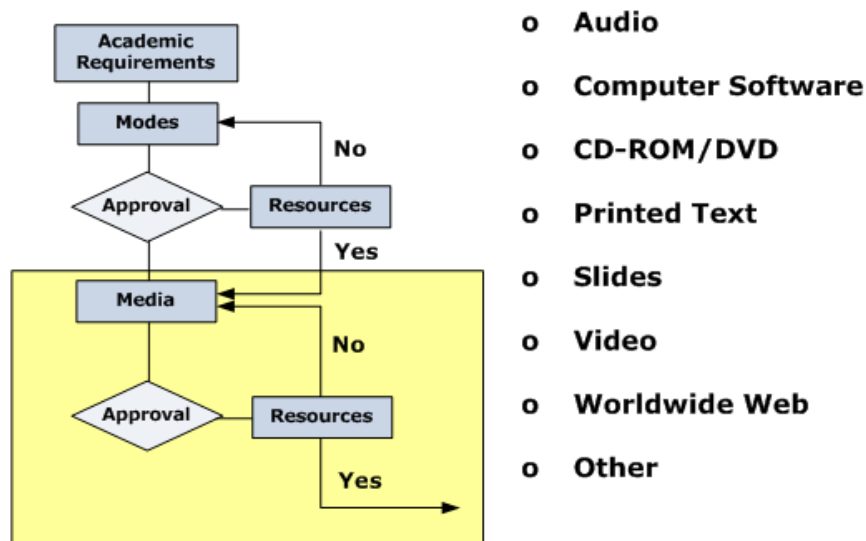 Academic
Requirements
Modes
No
Approval
Resources
Yes
Media
No
Approval
Resources
Yes
o Audio
o Computer Software
o CD-ROM/DVD
o Printed Text
o Slides
o Video
o Worldwide Web
o Other